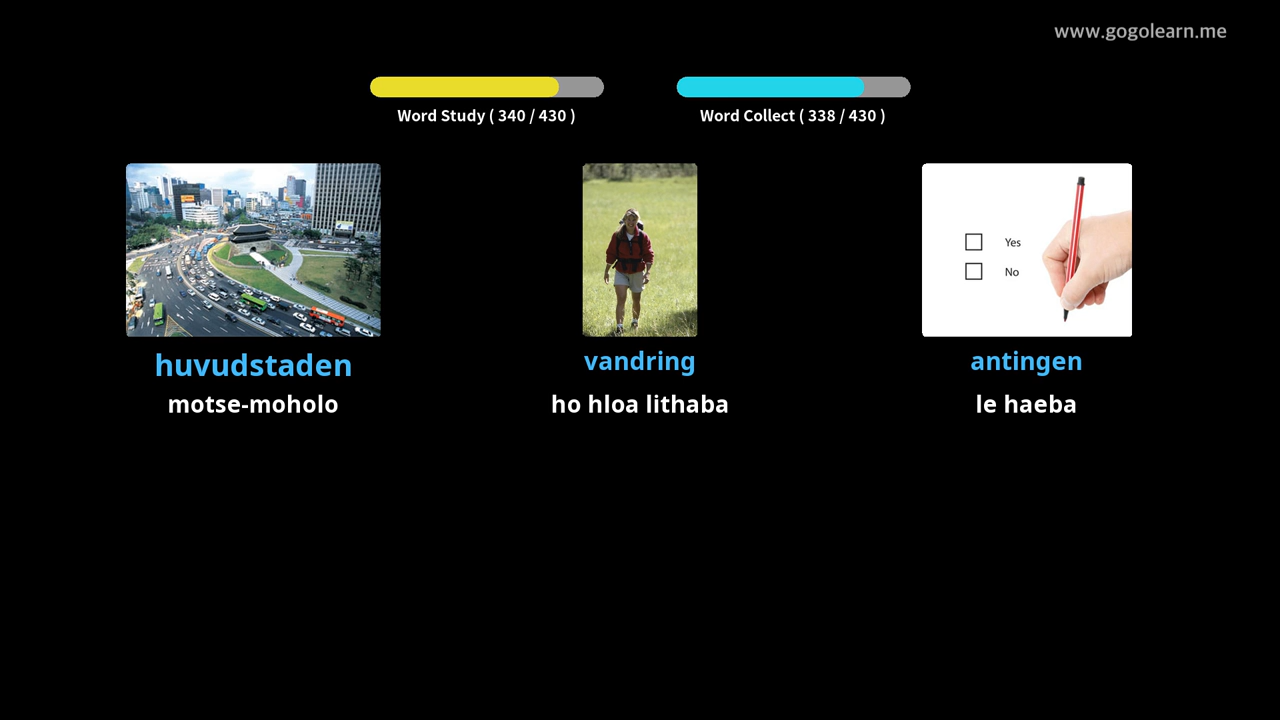 www.gogolearn.me
Word Study ( 340 / 430 )
Word Collect ( 338 / 430 )
Yes
No
huvudstaden
vandring
antingen
motse-moholo
ho hloa lithaba
le haeba